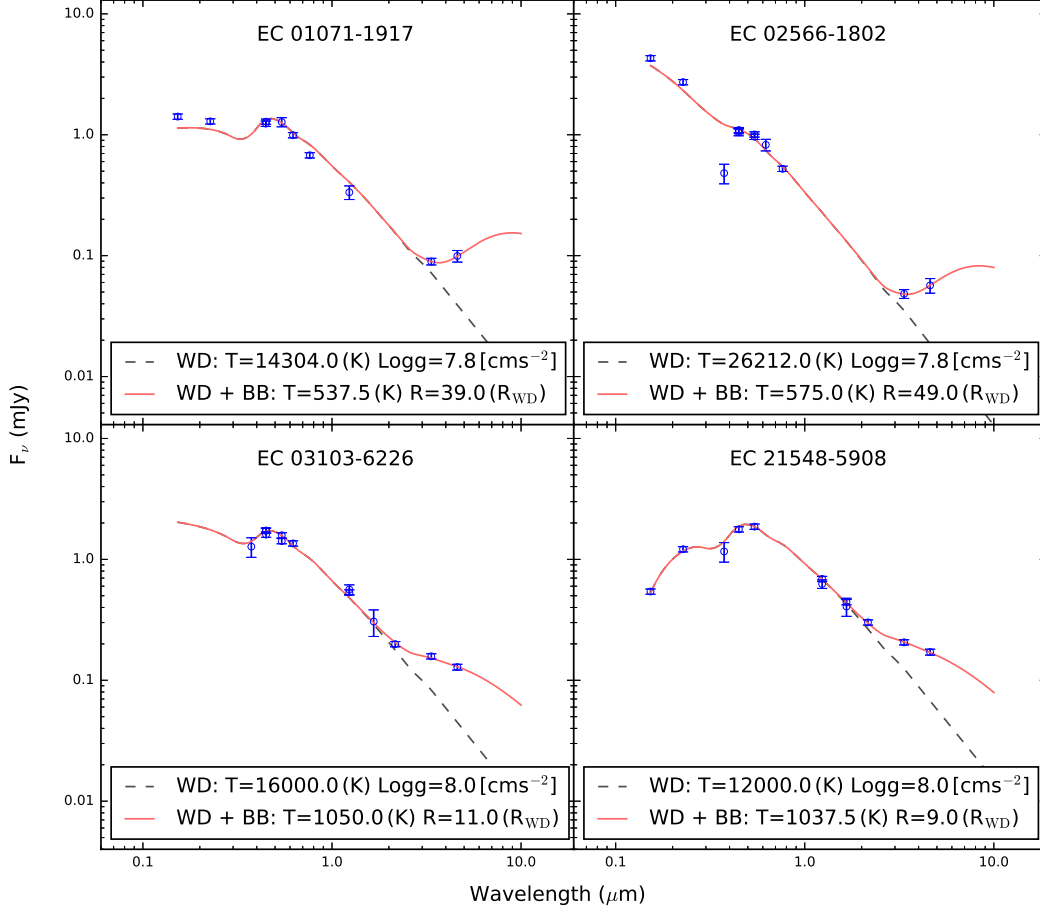 10.0
EC 01071-1917
EC 02566-1802
1.0
0.1
0.01
WD: T=14304.0 (K) Logg=7.8 [cms⁻²]
WD + BB: T=537.5 (K) R=39.0 (R_WD)
WD: T=26212.0 (K) Logg=7.8 [cms⁻²]
WD + BB: T=575.0 (K) R=49.0 (R_WD)
F_ν (mJy)
10.0
EC 03103-6226
EC 21548-5908
1.0
0.1
0.01
WD: T=16000.0 (K) Logg=8.0 [cms⁻²]
WD + BB: T=1050.0 (K) R=11.0 (R_WD)
WD: T=12000.0 (K) Logg=8.0 [cms⁻²]
WD + BB: T=1037.5 (K) R=9.0 (R_WD)
0.1 1.0 10.0 0.1 1.0 10.0
Wavelength (μm)